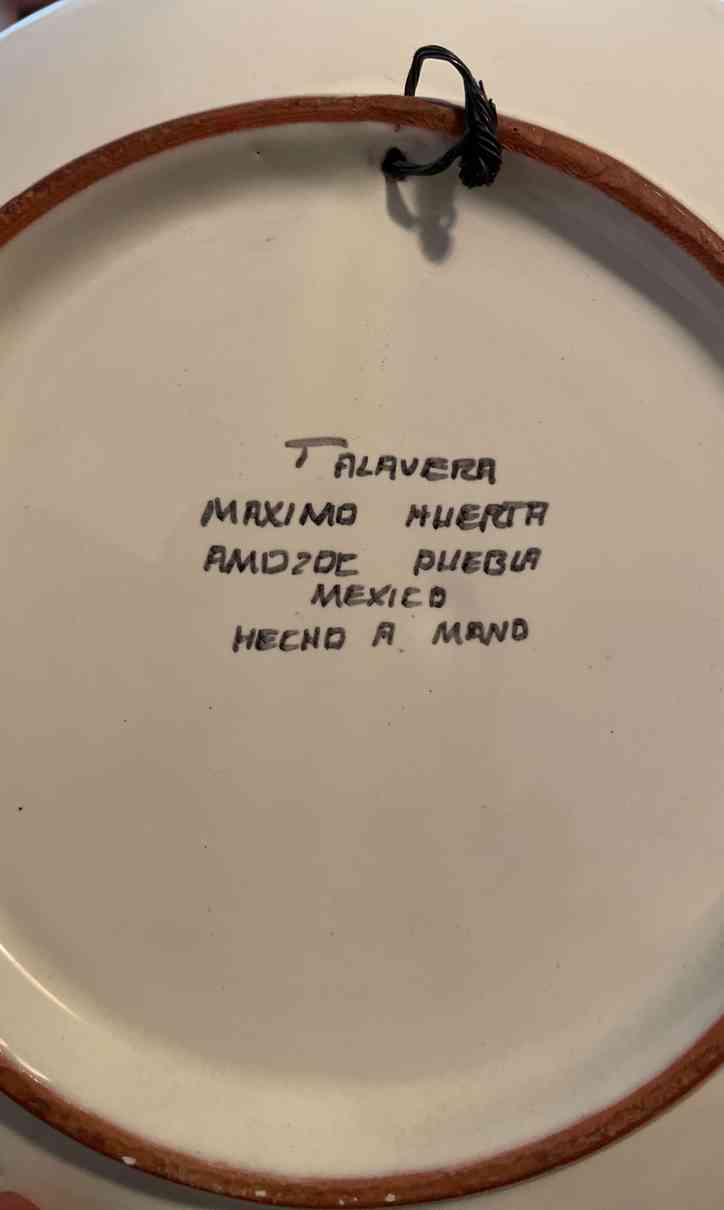 TALAVERA
MAXIMO HUERTA
AMOZOC PUEBLA
MEXICO
HECHO A MANO